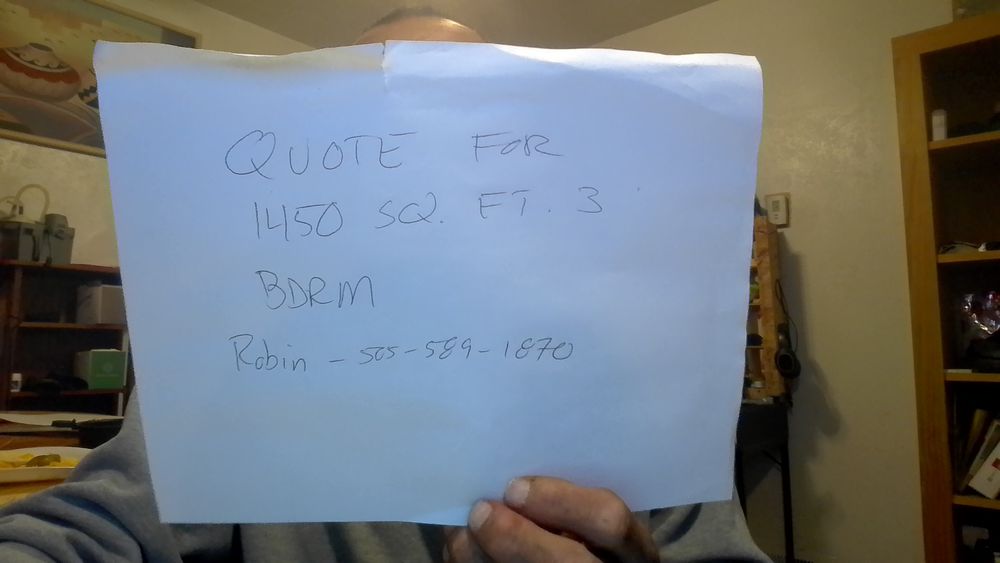 QUOTE FOR
1450 SQ. FT. 3
BDRM
Robin - 505-589-1870